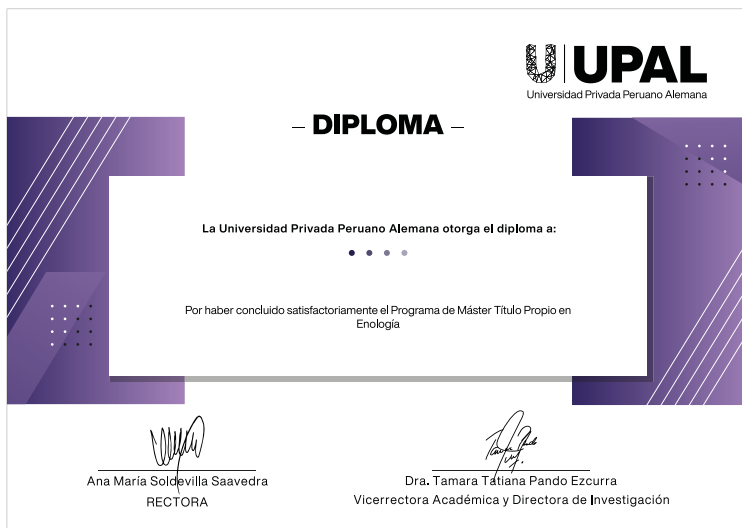 UPAL
Universidad Privada Peruano Alemana
– DIPLOMA –
La Universidad Privada Peruano Alemana otorga el diploma a:
Por haber concluido satisfactoriamente el Programa de Máster Título Propio en
Enología
Ana María Soldevilla Saavedra
RECTORA
Dra. Tamara Tatiana Pando Ezcurra
Vicerrectora Académica y Directora de Investigación